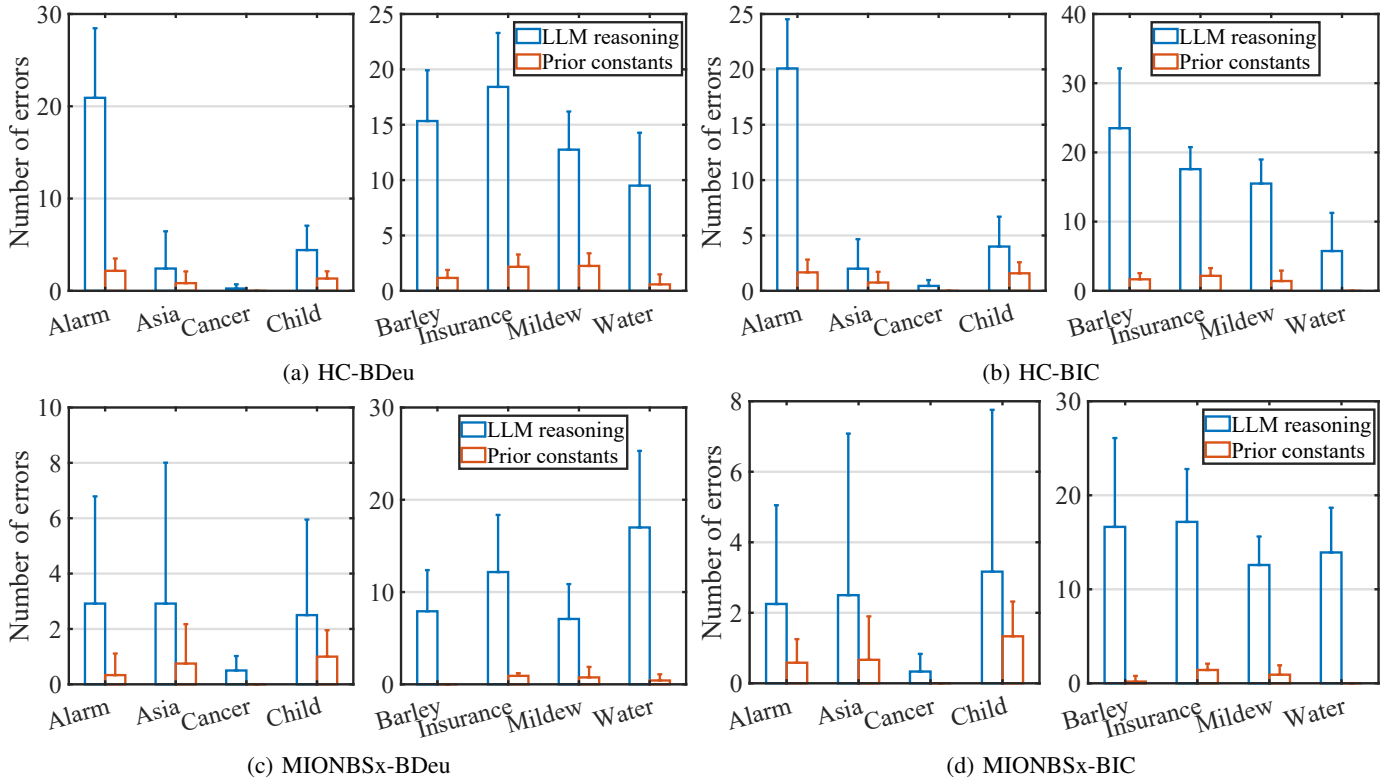 Number of errors
30
20
10
0
Alarm
Asia
Cancer
Child
25
20
15
10
5
0
LLM reasoning
Prior constants
Barley
Insurance
Mildew
Water
(a) HC-BDeu
Number of errors
25
20
15
10
5
0
Alarm
Asia
Cancer
Child
40
30
20
10
0
LLM reasoning
Prior constants
Barley
Insurance
Mildew
Water
(b) HC-BIC
Number of errors
10
8
6
4
2
0
Alarm
Asia
Cancer
Child
30
20
10
0
LLM reasoning
Prior constants
Barley
Insurance
Mildew
Water
(c) MIONBSx-BDeu
Number of errors
8
6
4
2
0
Alarm
Asia
Cancer
Child
30
20
10
0
LLM reasoning
Prior constants
Barley
Insurance
Mildew
Water
(d) MIONBSx-BIC